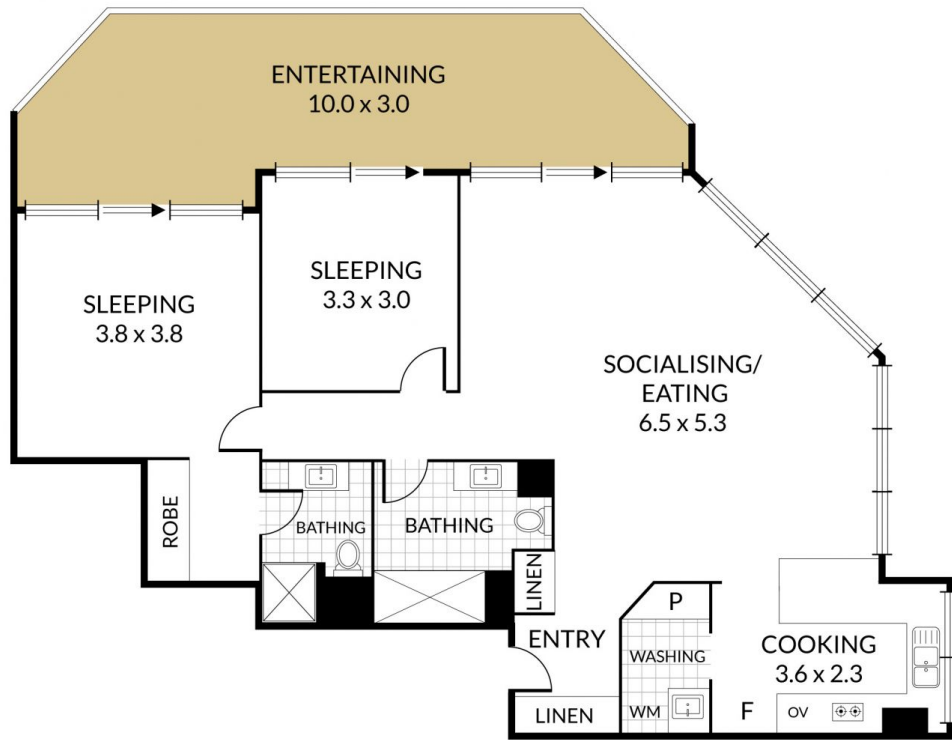 ENTERTAINING
10.0 x 3.0
SLEEPING
3.3 x 3.0
SLEEPING
3.8 x 3.8
SOCIALISING/
EATING
6.5 x 5.3
ROBE
BATHING
BATHING
LINEN
P
ENTRY
WASHING
COOKING
3.6 x 2.3
LINEN
WM
F
OV